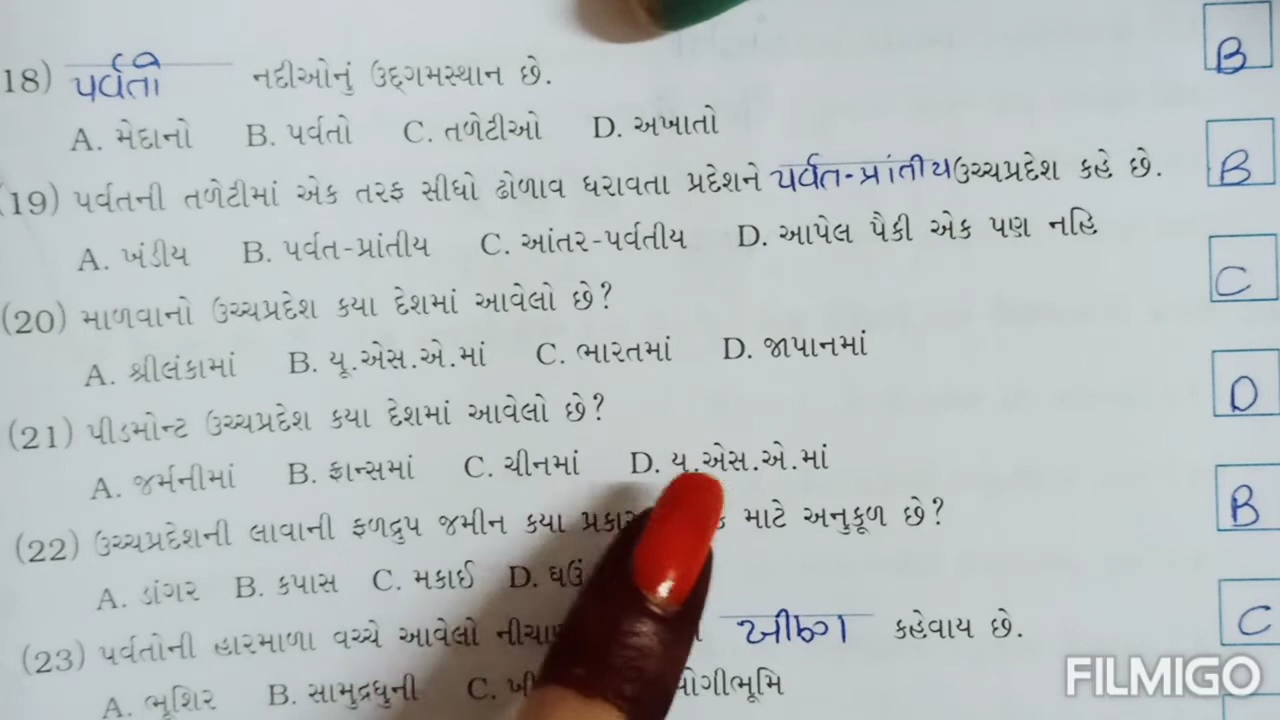 18) પર્વતો નદીઓનું ઉદ્ગમસ્થાન છે. B
A. મેદાનો B. પર્વતો C. તળેટીઓ D. અખાતો
(19) પર્વતની તળેટીમાં એક તરફ સીધો ઢોળાવ ધરાવતા પ્રદેશને પર્વત-પ્રાંતીય ઉચ્ચપ્રદેશ કહે છે. B
A. ખંડીય B. પર્વત-પ્રાંતીય C. આંતર-પર્વતીય D. આપેલ પૈકી એક પણ નહિ
(20) માળવાનો ઉચ્ચપ્રદેશ કયા દેશમાં આવેલો છે? C
A. શ્રીલંકામાં B. યૂ.એસ.એ.માં C. ભારતમાં D. જાપાનમાં
(21) પીડમોન્ટ ઉચ્ચપ્રદેશ કયા દેશમાં આવેલો છે? D
A. જર્મનીમાં B. ફ્રાન્સમાં C. ચીનમાં D. યૂ.એસ.એ.માં
(22) ઉચ્ચપ્રદેશની લાવાની ફળદ્રુપ જમીન કયા માટે અનુકૂળ છે? B
A. ડાંગર B. કપાસ C. મકાઈ D. ઘઉં
(23) પર્વતોની હારમાળા વચ્ચે આવેલો ખીણ કહેવાય છે. C
A. ભૂશિર B. સામુદ્રધુની C.
FILMIGO